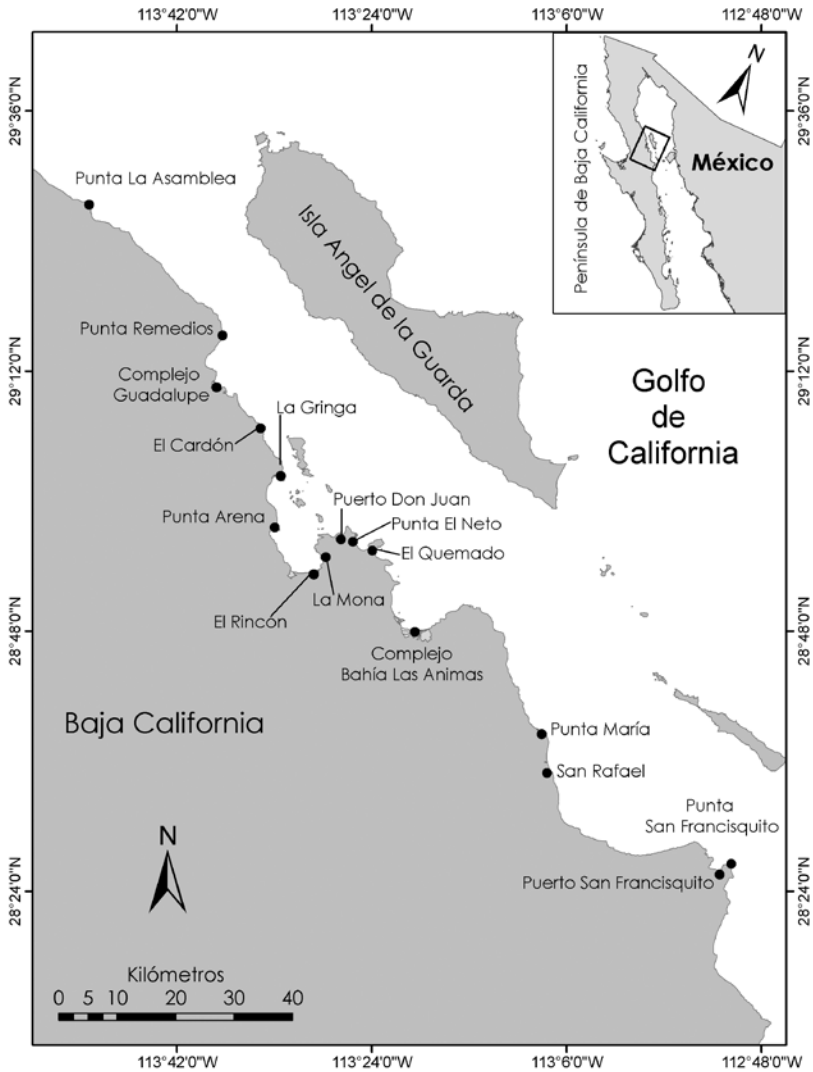 113°42'0"W
113°24'0"W
113°6'0"W
112°48'0"W
29°36'0"N
29°36'0"N
N
Península de Baja California
México
Punta La Asamblea
Isla Angel de la Guarda
Punta Remedios
29°12'0"N
29°12'0"N
Complejo
Guadalupe
Golfo
de
California
La Gringa
El Cardón
Puerto Don Juan
Punta Arena
Punta El Neto
El Quemado
La Mona
El Rincón
28°48'0"N
28°48'0"N
Complejo
Bahía Las Animas
Baja California
Punta María
San Rafael
Punta
San Francisquito
N
Puerto San Francisquito
28°24'0"N
28°24'0"N
Kilómetros
0 5 10 20 30 40
113°42'0"W
113°24'0"W
113°6'0"W
112°48'0"W